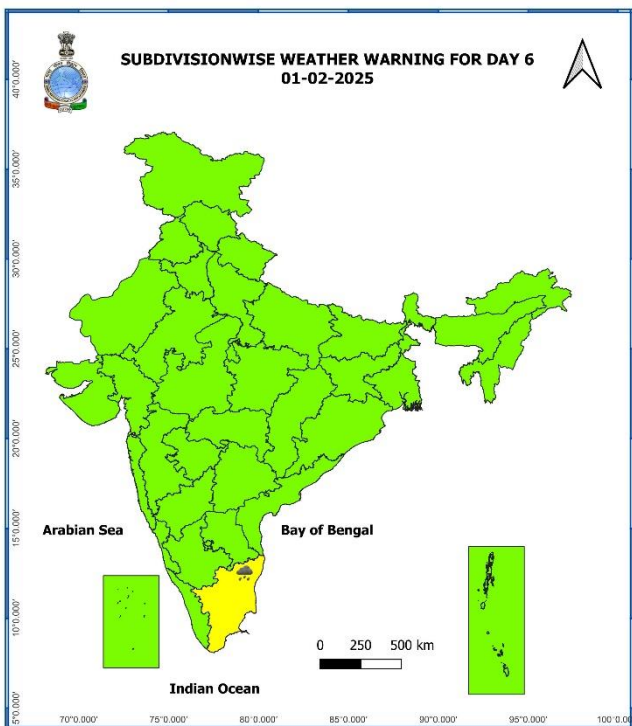 SUBDIVISIONWISE WEATHER WARNING FOR DAY 6
01-02-2025
40°0.000'
35°0.000'
30°0.000'
25°0.000'
20°0.000'
15°0.000'
10°0.000'
5°0.000'
Arabian Sea
Bay of Bengal
0 250 500 km
Indian Ocean
70°0.000' 75°0.000' 80°0.000' 85°0.000' 90°0.000' 95°0.000' 100°0.0